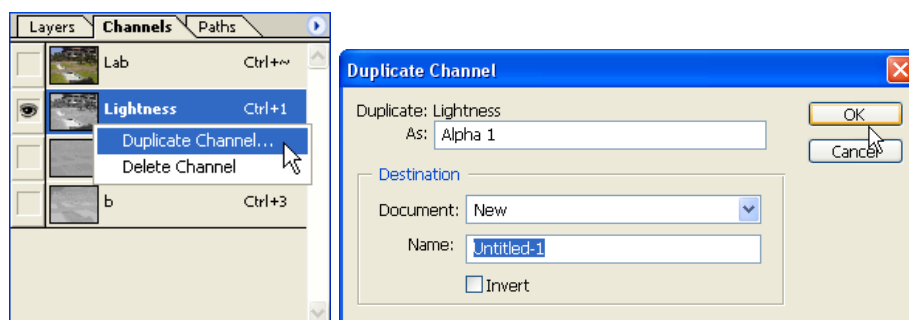 Layers Channels Paths
Lab Ctrl+~
Lightness Ctrl+1
Duplicate Channel...
Delete Channel
b Ctrl+3
Duplicate Channel
Duplicate: Lightness
As: Alpha 1
OK
Cancel
Destination
Document: New
Name: Untitled-1
Invert